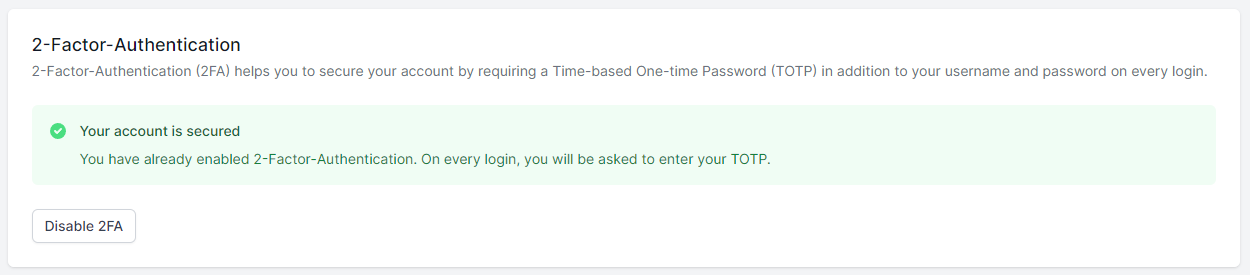 2-Factor-Authentication
2-Factor-Authentication (2FA) helps you to secure your account by requiring a Time-based One-time Password (TOTP) in addition to your username and password on every login.
Your account is secured
You have already enabled 2-Factor-Authentication. On every login, you will be asked to enter your TOTP.
Disable 2FA